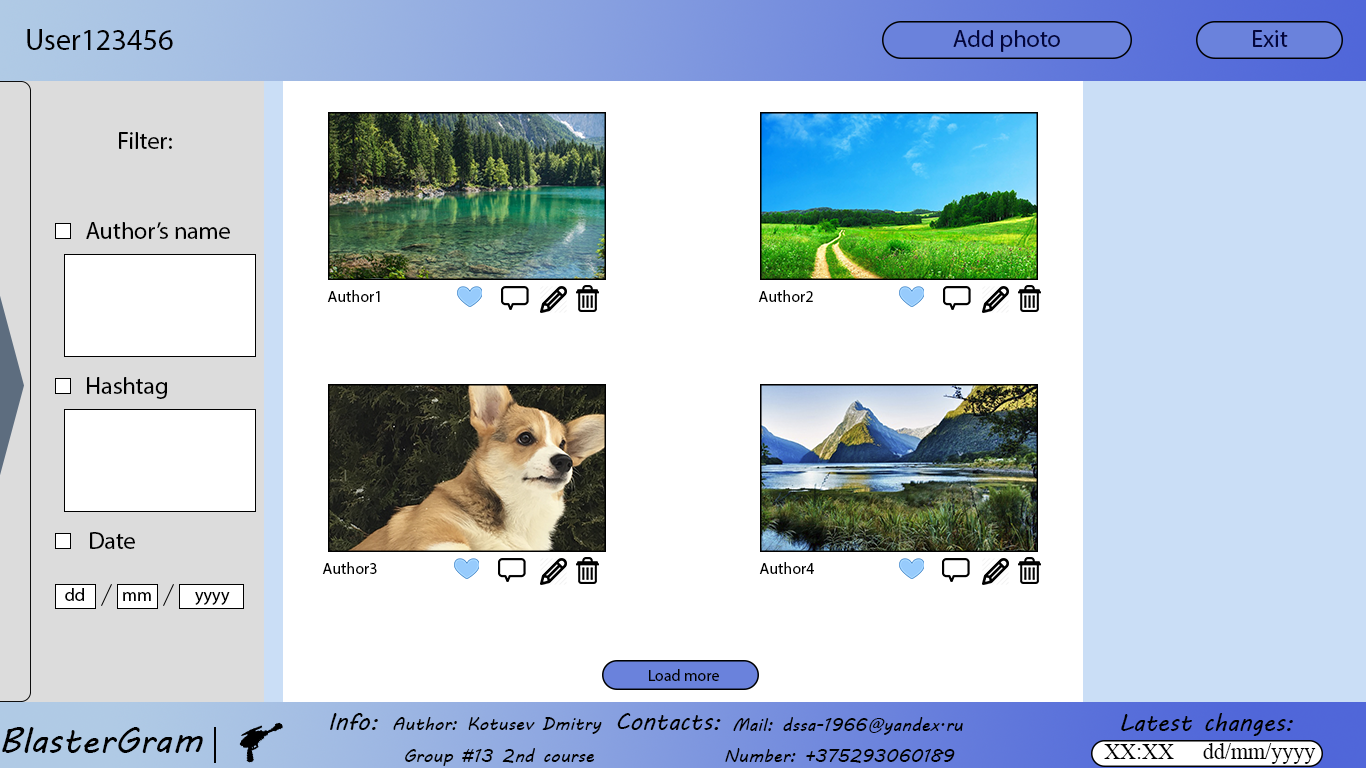 User123456
Add photo
Exit
Filter:
Author's name
Hashtag
Date
dd / mm / yyyy
Author1
Author2
Author3
Author4
Load more
BlasterGram |
Info: Author: Kotusev Dmitry
Group #13 2nd course
Contacts: Mail: dssa-1966@yandex.ru
Number: +375293060189
Latest changes:
XX:XX dd/mm/yyyy